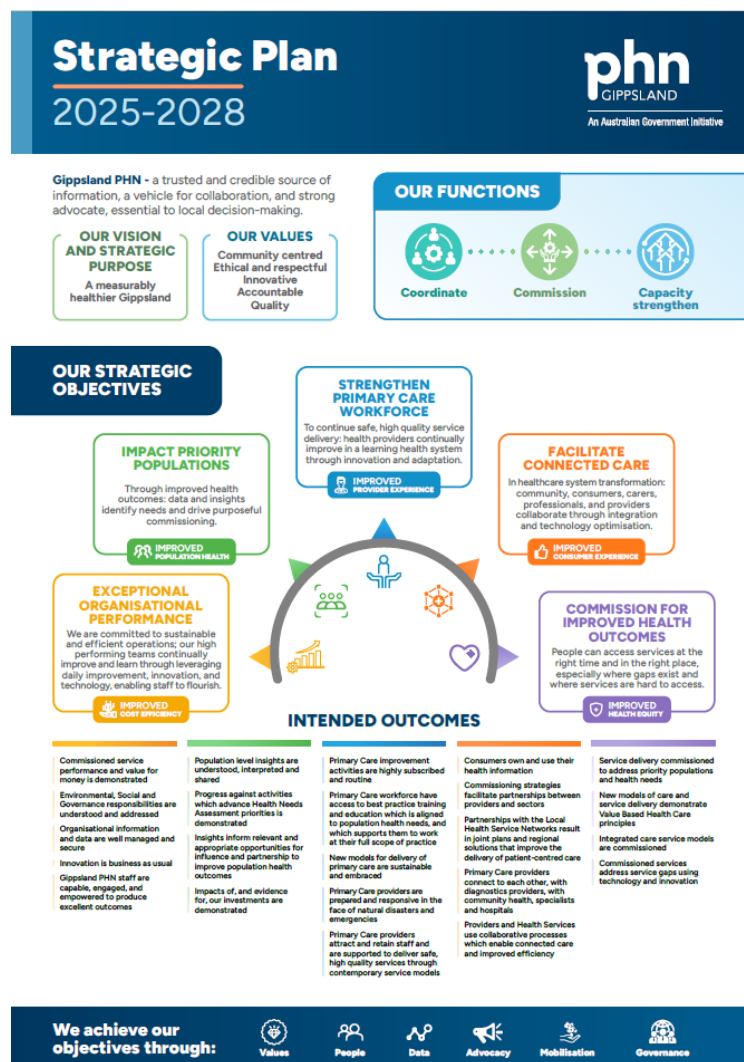 Strategic Plan
2025-2028
phn
GIPPSLAND
An Australian Government Initiative
Gippsland PHN - a trusted and credible source of
information, a vehicle for collaboration, and strong
advocate, essential to local decision-making.
OUR VISION
AND STRATEGIC
PURPOSE
A measurably
healthier Gippsland
OUR VALUES
Community centred
Ethical and respectful
Innovative
Accountable
Quality
OUR FUNCTIONS
Coordinate
Commission
Capacity
strengthen
OUR STRATEGIC
OBJECTIVES
EXCEPTIONAL
ORGANISATIONAL
PERFORMANCE
We are committed to sustainable
and efficient operations; our high
performing teams continually
improve and learn through leveraging
daily improvement, innovation, and
technology, enabling staff to flourish.
IMPROVED
COST EFFICIENCY
IMPACT PRIORITY
POPULATIONS
Through improved health
outcomes: data and insights
identify needs and drive purposeful
commissioning.
IMPROVED
POPULATION HEALTH
STRENGTHEN
PRIMARY CARE
WORKFORCE
To continue safe, high quality service
delivery: health providers continually
improve in a learning health system
through innovation and adaptation.
IMPROVED
PROVIDER EXPERIENCE
FACILITATE
CONNECTED CARE
In healthcare system transformation:
community, consumers, carers,
professionals, and providers
collaborate through integration
and technology optimisation.
IMPROVED
CONSUMER EXPERIENCE
COMMISSION FOR
IMPROVED HEALTH
OUTCOMES
People can access services at the
right time and in the right place,
especially where gaps exist and
where services are hard to access.
IMPROVED
HEALTH EQUITY
INTENDED OUTCOMES
Commissioned service
performance and value for
money is demonstrated
Environmental, Social and
Governance responsibilities are
understood and addressed
Organisational information
and data are well managed and
secure
Innovation is business as usual
Gippsland PHN staff are
capable, engaged, and
empowered to produce
excellent outcomes
Population level insights are
understood, interpreted and
shared
Progress against activities
which advance Health Needs
Assessment priorities is
demonstrated
Insights inform relevant and
appropriate opportunities for
influence and partnership to
improve population health
outcomes
Impacts of, and evidence
for, our investments are
demonstrated
Primary Care improvement
activities are highly subscribed
and routine
Primary Care workforce have
access to best practice training
and education which is aligned
to population health needs, and
which supports them to work
at their full scope of practice
New models for delivery of
primary care are sustainable
and embraced
Primary Care providers are
prepared and responsive in the
face of natural disasters and
emergencies
Primary Care providers
attract and retain staff and
are supported to deliver safe,
high quality services through
contemporary service models
Consumers own and use their
health information
Commissioning strategies
facilitate partnerships between
providers and sectors
Partnerships with the Local
Health Service Networks result
in joint plans and regional
solutions that improve the
delivery of patient-centred care
Primary Care providers
connect to each other, with
diagnostics providers, with
community health, specialists
and hospitals
Providers and Health Services
use collaborative processes
which enable connected care
and improved efficiency
Service delivery commissioned
to address priority populations
and health needs
New models of care and
service delivery demonstrate
Value Based Health Care
principles
Integrated care service models
are commissioned
Commissioned services
address service gaps using
technology and innovation
We achieve our
objectives through:
Values
People
Data
Advocacy
Mobilisation
Governance